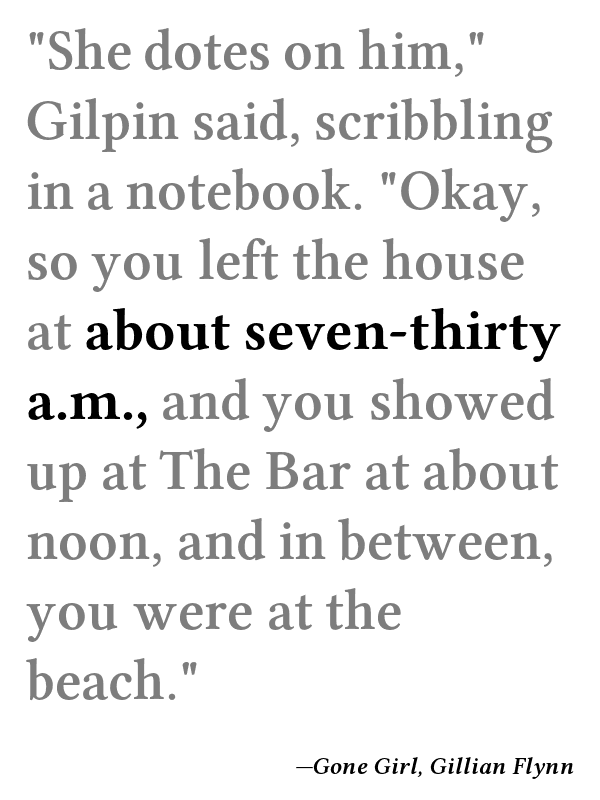 "She dotes on him,"
Gilpin said, scribbling
in a notebook. "Okay,
so you left the house
at about seven-thirty
a.m., and you showed
up at The Bar at about
noon, and in between,
you were at the
beach."
—Gone Girl, Gillian Flynn